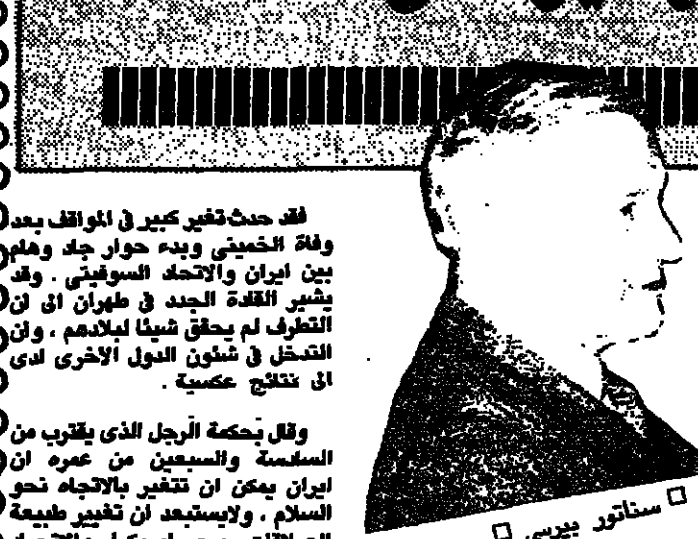 فقد حدث تغير كبير في المواقف بعد
وفاة الخميني وبدء حوار جاد وهام
بين ايران والاتحاد السوفيتى . وقد
يشير القادة الجدد في طهران الى ان
التطرف لم يحقق شيئا لبلادهم ، وان
التدخل في شئون الدول الاخرى ادى
الى نتائج عكسية .
وقال بحكمة الرجل الذى يقترب من
السادسة والسبعين من عمره ان
ايران يمكن ان تتغير بالاتجاه نحو
السلام ، ولايستبعد ان تغيير طبيعة
□ سناتور بيرسى □